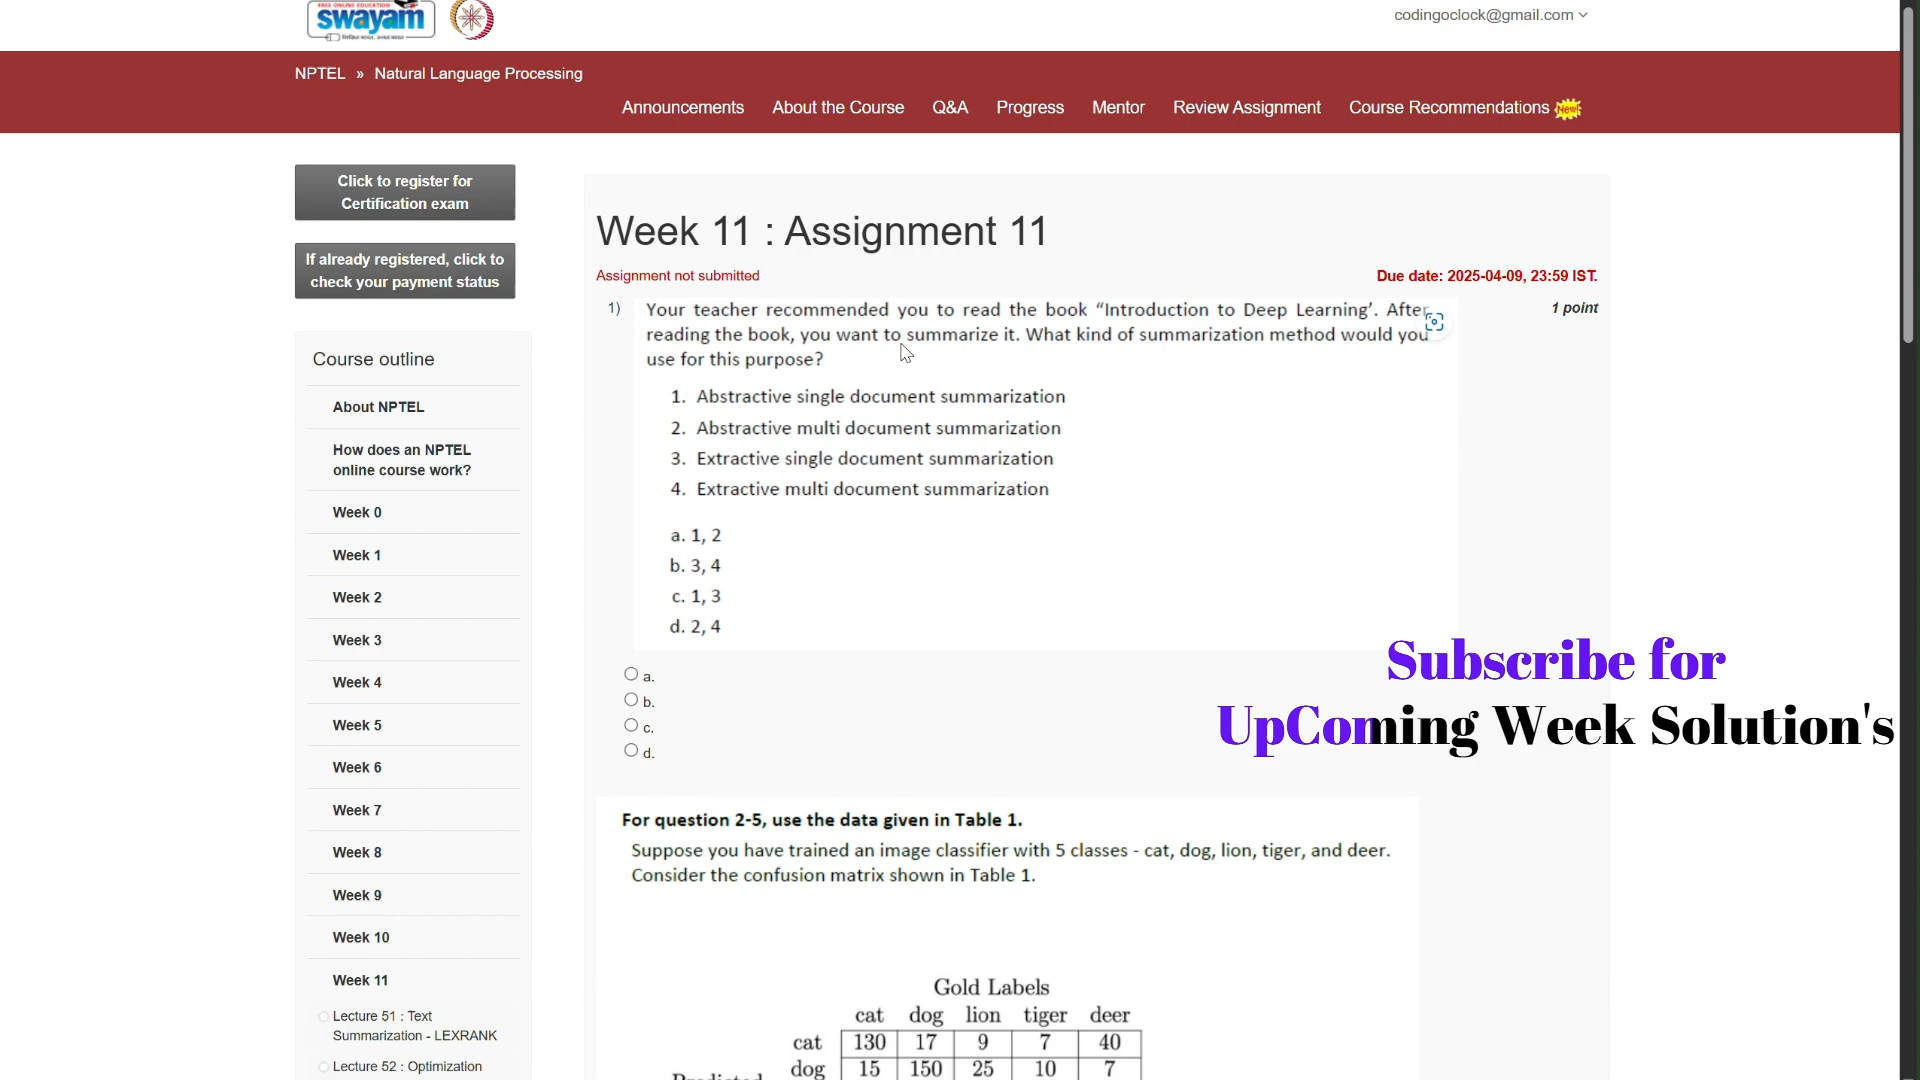 FREE ONLINE EDUCATION
swayam
codingoclock@gmail.com
NPTEL » Natural Language Processing
Announcements About the Course Q&A Progress Mentor Review Assignment Course Recommendations New!
Click to register for
Certification exam
If already registered, click to
check your payment status
Course outline
About NPTEL
How does an NPTEL
online course work?
Week 0
Week 1
Week 2
Week 3
Week 4
Week 5
Week 6
Week 7
Week 8
Week 9
Week 10
Week 11
Lecture 51 : Text
Summarization - LEXRANK
Lecture 52 : Optimization
Week 11 : Assignment 11
Assignment not submitted
Due date: 2025-04-09, 23:59 IST.
1) Your teacher recommended you to read the book “Introduction to Deep Learning’. After
1 point
reading the book, you want to summarize it. What kind of summarization method would you
use for this purpose?
1. Abstractive single document summarization
2. Abstractive multi document summarization
3. Extractive single document summarization
4. Extractive multi document summarization
a. 1, 2
b. 3, 4
c. 1, 3
d. 2, 4
a.
b.
c.
d.
Subscribe for
UpComing Week Solution's
For question 2-5, use the data given in Table 1.
Suppose you have trained an image classifier with 5 classes - cat, dog, lion, tiger, and deer.
Consider the confusion matrix shown in Table 1.
Gold Labels
cat dog lion tiger deer
cat 130 17 9 7 40
dog 15 150 25 10 7